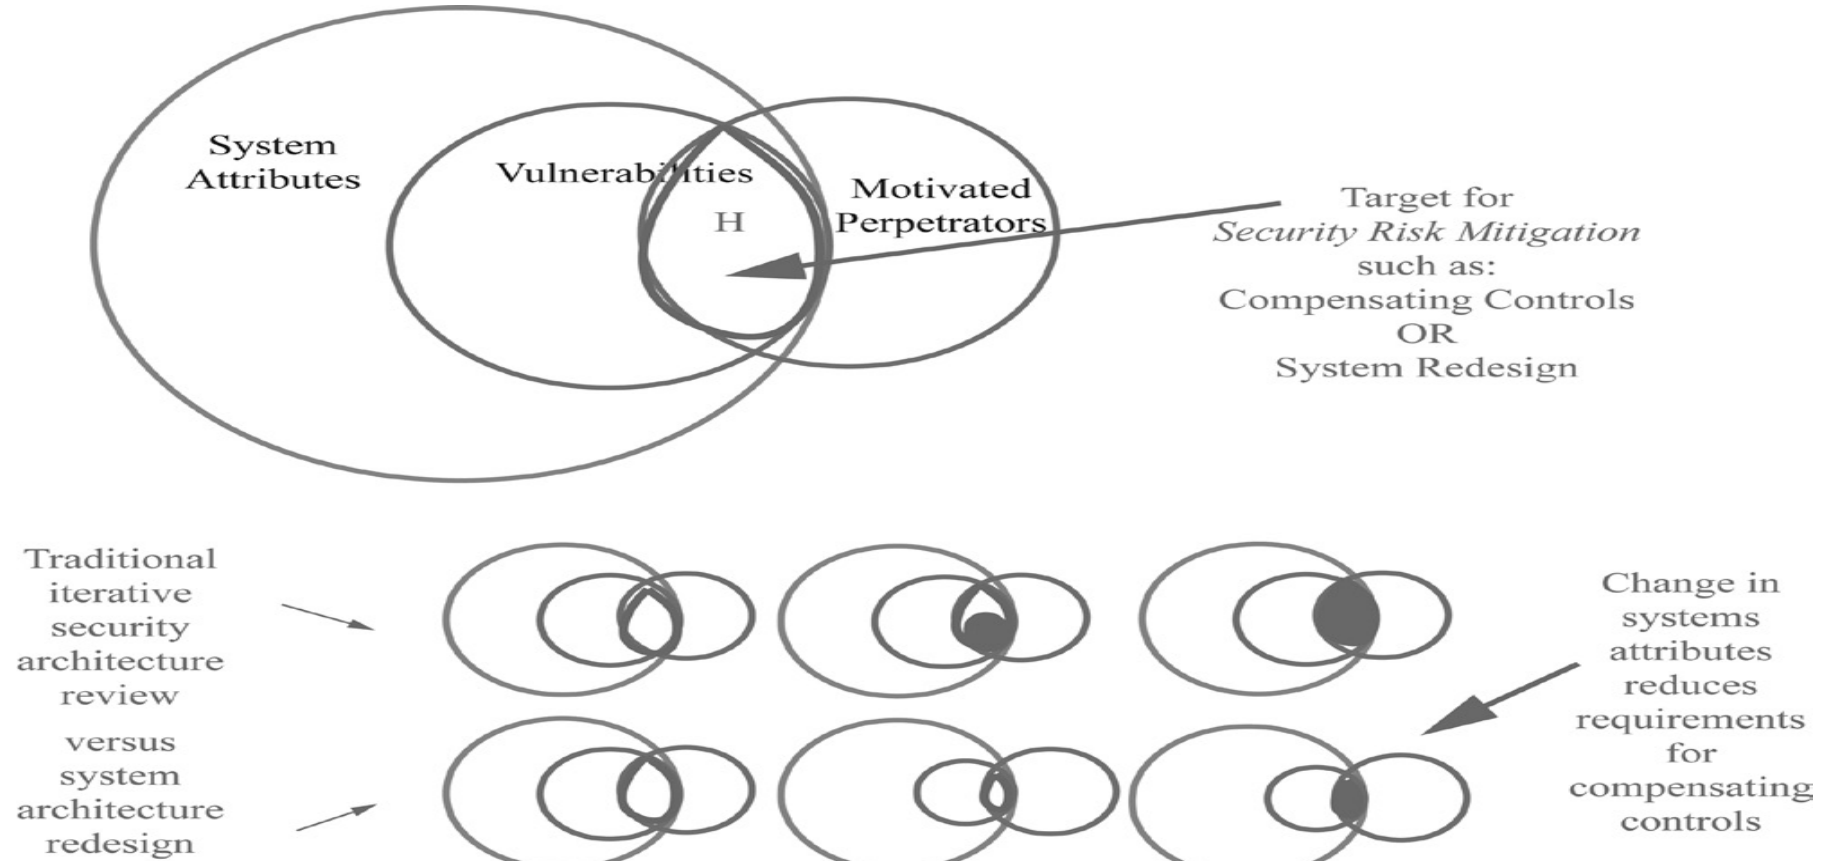 System
Attributes
Vulnerabilities
H
Motivated
Perpetrators
Target for
Security Risk Mitigation
such as:
Compensating Controls
OR
System Redesign
Traditional
iterative
security
architecture
review
versus
system
architecture
redesign
Change in
systems
attributes
reduces
requirements
for
compensating
controls